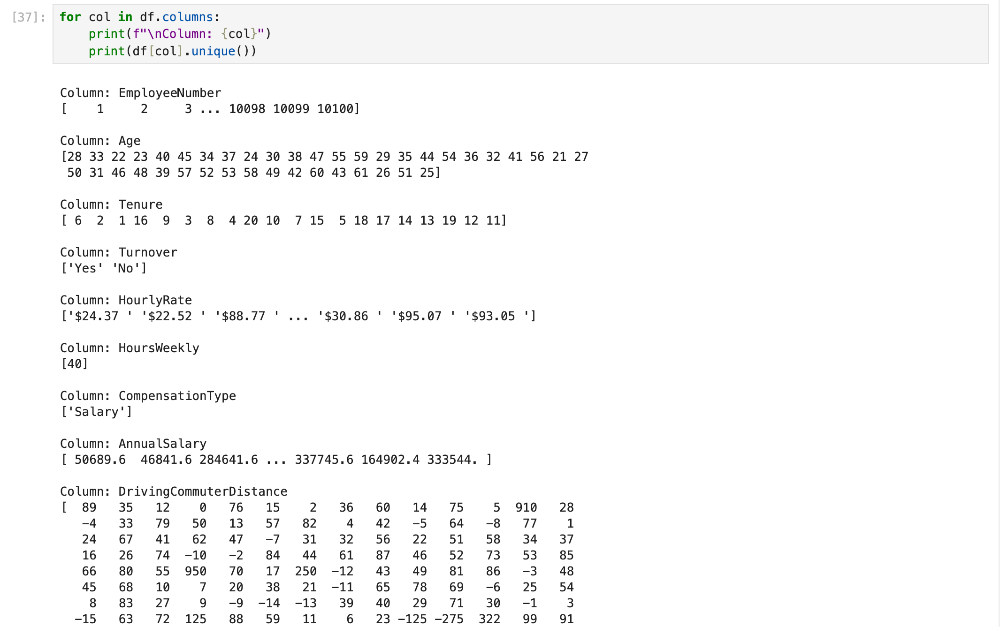 [37]: for col in df.columns:
    print(f"\nColumn: {col}")
    print(df[col].unique())
Column: EmployeeNumber
[    1     2     3 ... 10098 10099 10100]
Column: Age
[28 33 22 23 40 45 34 37 24 30 38 47 55 59 29 35 44 54 36 32 41 56 21 27
 50 31 46 48 39 57 52 53 58 49 42 60 43 61 26 51 25]
Column: Tenure
[ 6  2  1 16  9  3  8  4 20 10  7 15  5 18 17 14 13 19 12 11]
Column: Turnover
['Yes' 'No']
Column: HourlyRate
['$24.37 ' '$22.52 ' '$88.77 ' ... '$30.86 ' '$95.07 ' '$93.05 ']
Column: HoursWeekly
[40]
Column: CompensationType
['Salary']
Column: AnnualSalary
[ 50689.6  46841.6 284641.6 ... 337745.6 164902.4 333544. ]
Column: DrivingCommuterDistance
[  89   35   12    0   76   15    2   36   60   14   75    5  910   28
   -4   33   79   50   13   57   82    4   42   -5   64   -8   77    1
   24   67   41   62   47   -7   31   32   56   22   51   58   34   37
   16   26   74  -10   -2   84   44   61   87   46   52   73   53   85
   66   80   55  950   70   17  250  -12   43   49   81   86   -3   48
   45   68   10    7   20   38   21  -11   65   78   69   -6   25   54
    8   83   27    9   -9  -14  -13   39   40   29   71   30   -1    3
  -15   63   72  125   88   59   11    6   23 -125 -275  322   99   91